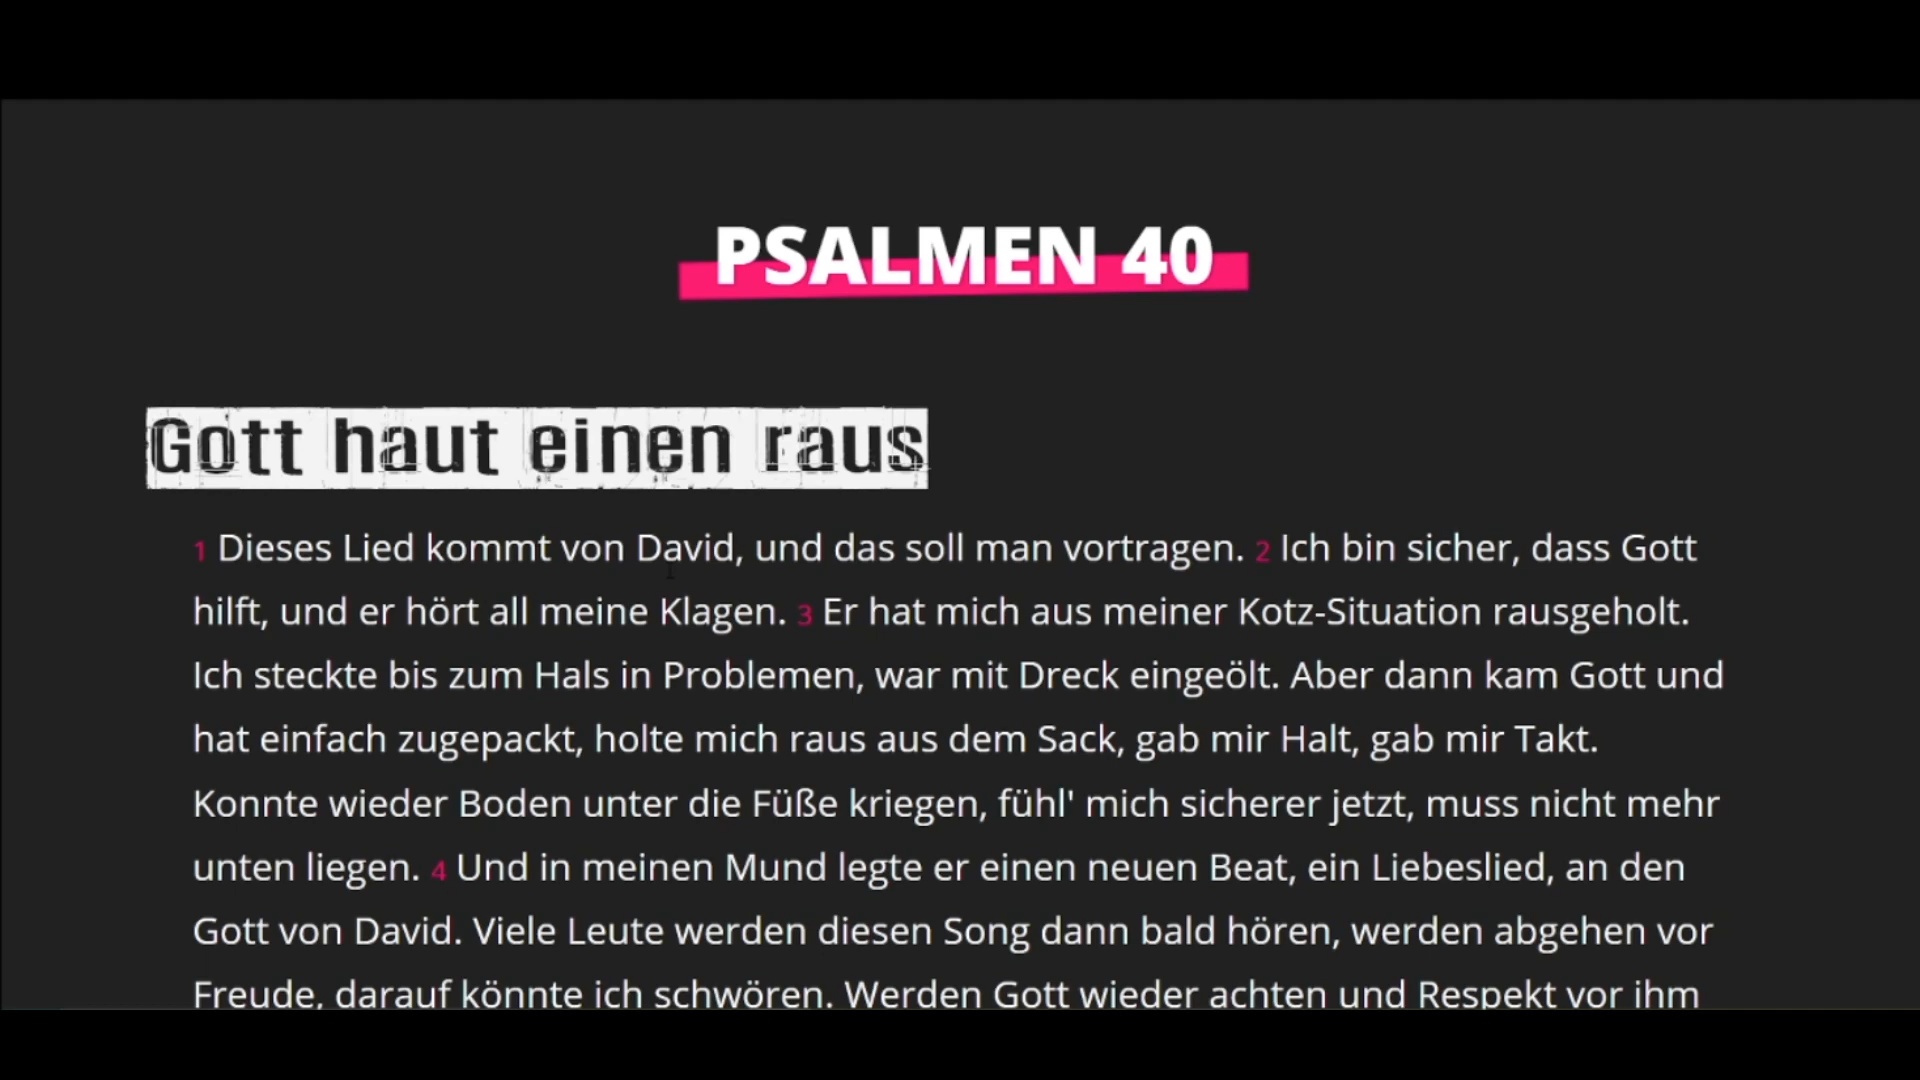 PSALMEN 40
Gott haut einen raus
1 Dieses Lied kommt von David, und das soll man vortragen. 2 Ich bin sicher, dass Gott
hilft, und er hört all meine Klagen. 3 Er hat mich aus meiner Kotz-Situation rausgeholt.
Ich steckte bis zum Hals in Problemen, war mit Dreck eingeölt. Aber dann kam Gott und
hat einfach zugepackt, holte mich raus aus dem Sack, gab mir Halt, gab mir Takt.
Konnte wieder Boden unter die Füße kriegen, fühl' mich sicherer jetzt, muss nicht mehr
unten liegen. 4 Und in meinen Mund legte er einen neuen Beat, ein Liebeslied, an den
Gott von David. Viele Leute werden diesen Song dann bald hören, werden abgehen vor
Freude, darauf könnte ich schwören. Werden Gott wieder achten und Respekt vor ihm